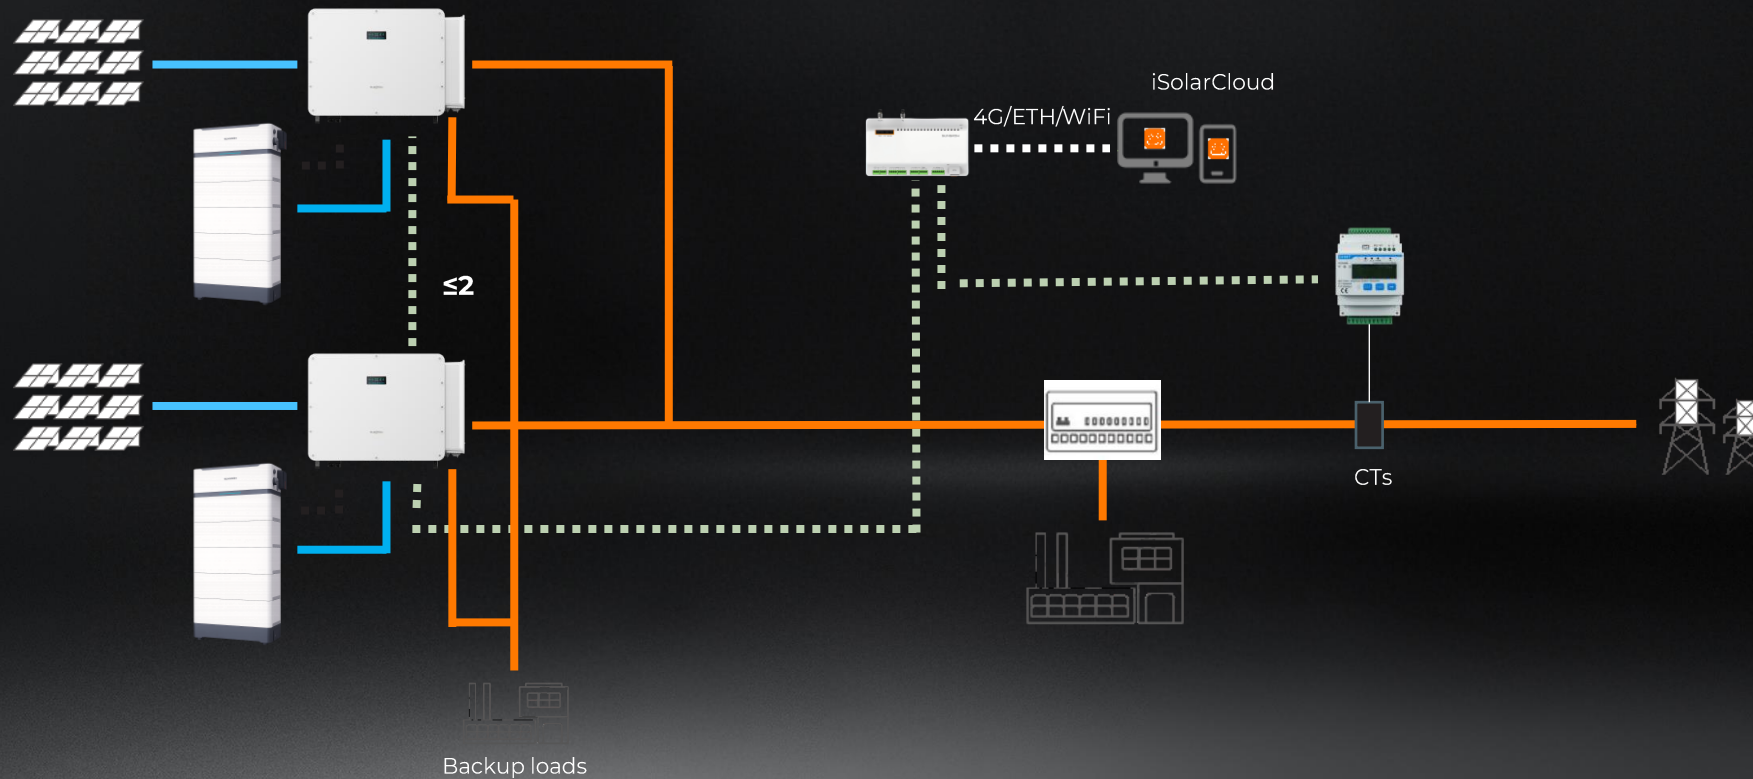 iSolarCloud
4G/ETH/WiFi
≤2
CTs
Backup loads